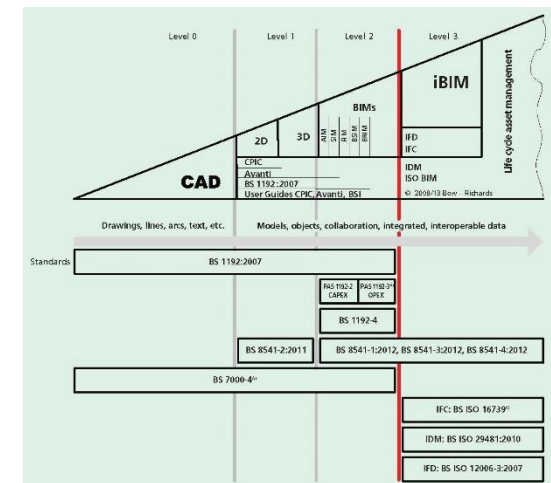 Level 0
Level 1
Level 2
Level 3
iBIM
BIMs
2D
3D
AIM
SIM
FIM
BSIM
BRIM
IFD
IFC
Life cycle asset management
CAD
CPIC
Avanti
BS 1192:2007
User Guides CPIC, Avanti, BSI
IDM
ISO BIM
© 2008/13 Bew - Richards
Drawings, lines, arcs, text, etc.
Models, objects, collaboration, integrated, interoperable data
Standards
BS 1192:2007
PAS 1192-2
CAPEX
PAS 1192-3
OPEX
BS 1192-4
BS 8541-2:2011
BS 8541-1:2012, BS 8541-3:2012, BS 8541-4:2012
BS 7000-4
IFC: BS ISO 16739
IDM: BS ISO 29481:2010
IFD: BS ISO 12006-3:2007